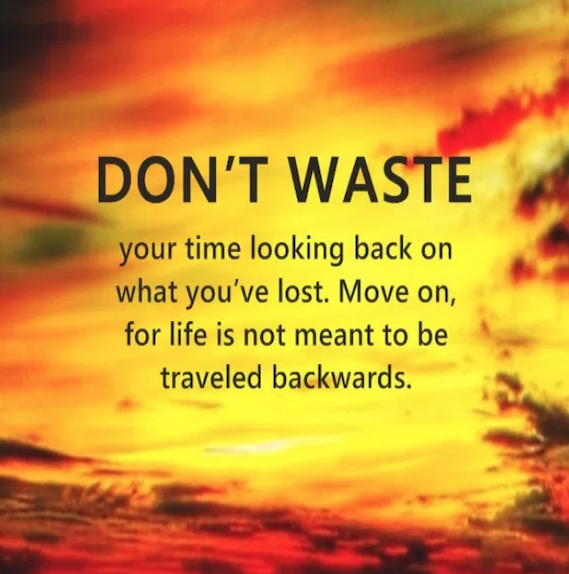 DON’T WASTE
your time looking back on
what you’ve lost. Move on,
for life is not meant to be
traveled backwards.